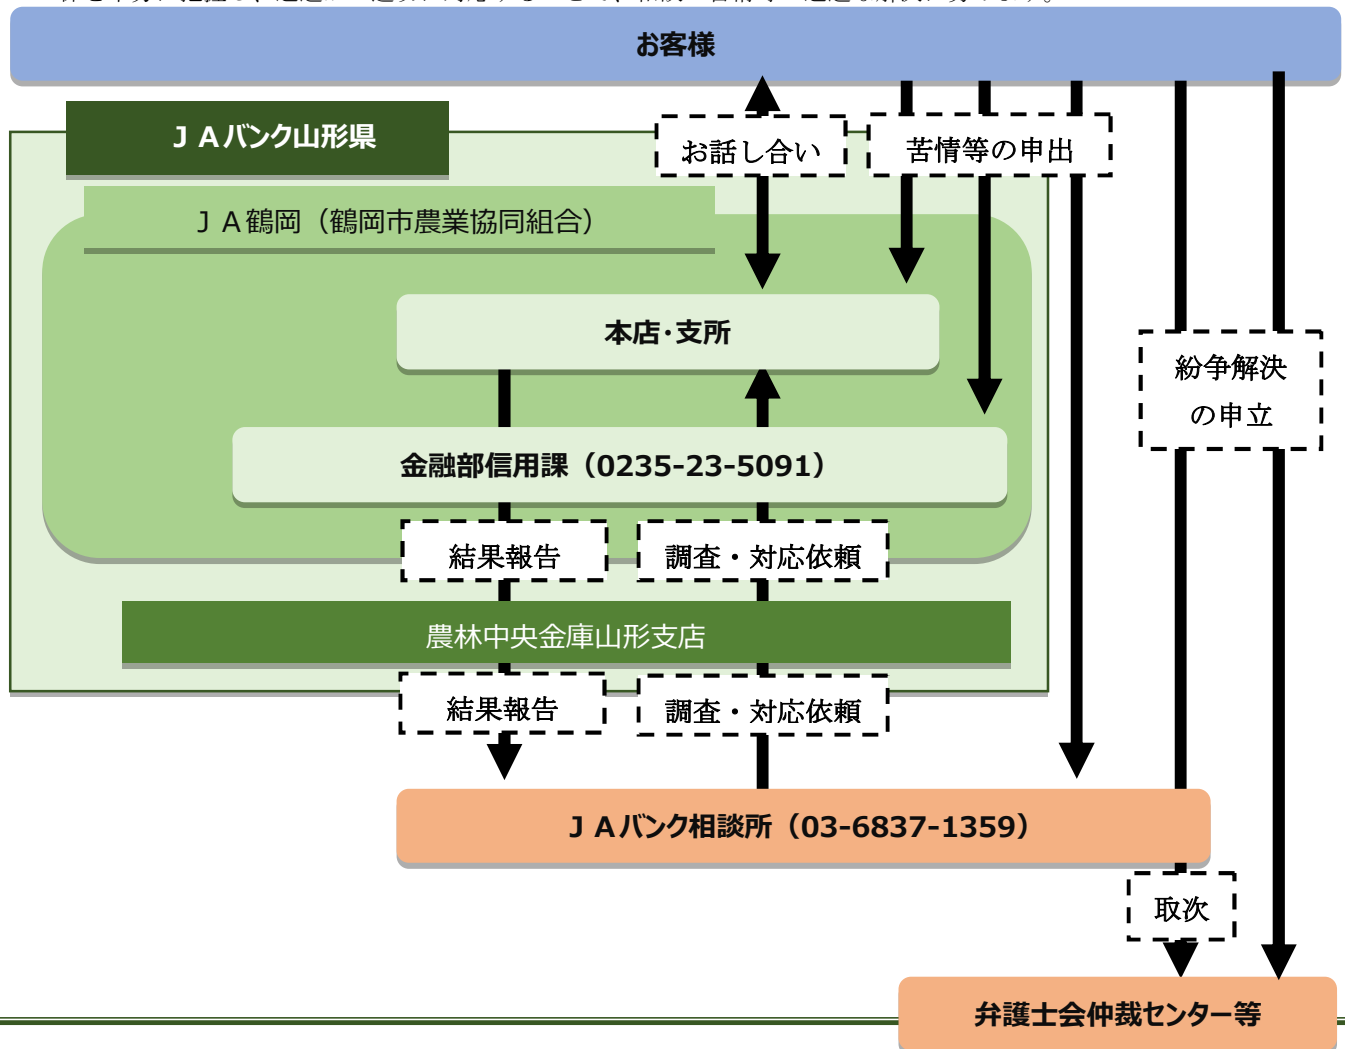 お客様
ＪＡバンク山形県
お話し合い
苦情等の申出
ＪＡ鶴岡（鶴岡市農業協同組合）
本店・支所
紛争解決
の申立
金融部信用課（0235-23-5091）
結果報告
調査・対応依頼
農林中央金庫山形支店
結果報告
調査・対応依頼
ＪＡバンク相談所（03-6837-1359）
取次
弁護士会仲裁センター等